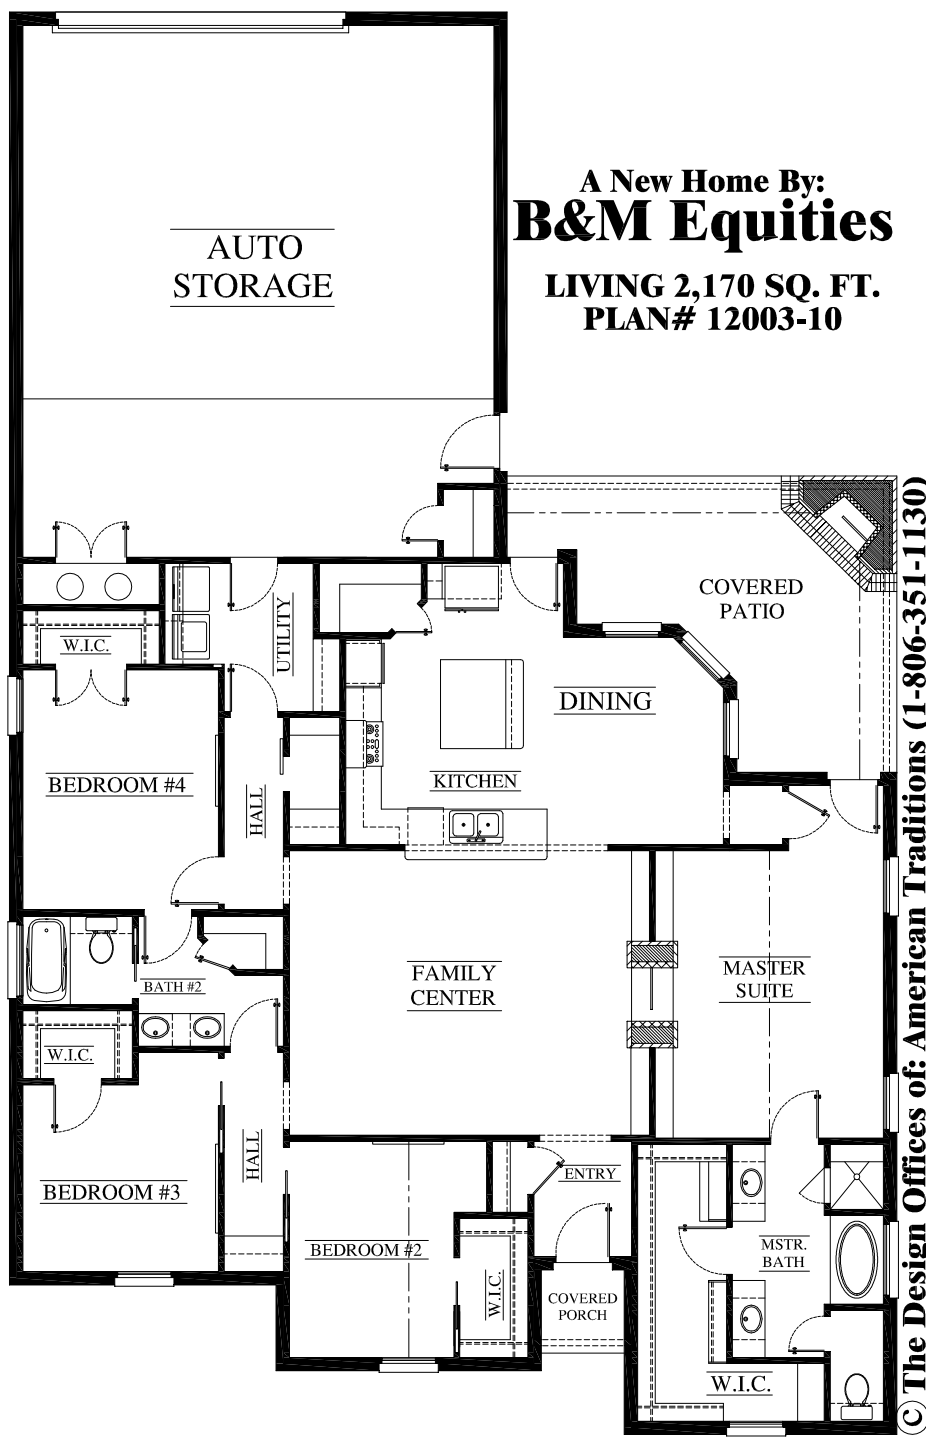 A New Home By:
B&M Equities
LIVING 2,170 SQ. FT.
PLAN# 12003-10
AUTO
STORAGE
COVERED
PATIO
W.I.C.
UTILITY
DINING
KITCHEN
BEDROOM #4
HALL
FAMILY
CENTER
MASTER
SUITE
BATH #2
W.I.C.
BEDROOM #3
HALL
ENTRY
BEDROOM #2
W.I.C.
COVERED
PORCH
MSTR.
BATH
W.I.C.
© The Design Offices of: American Traditions (1-806-351-1130)